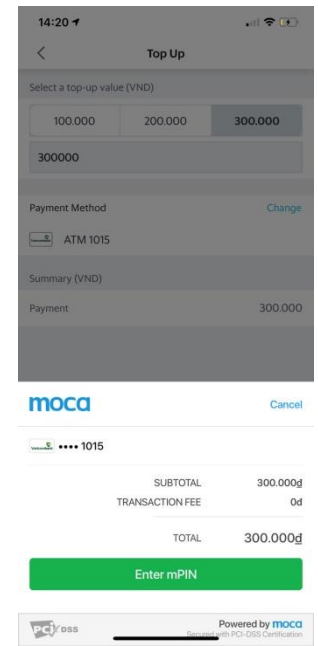 14:20
Top Up
Select a top-up value (VND)
100.000 200.000 300.000
300000
Payment Method Change
ATM 1015
Summary (VND)
Payment 300.000
moca Cancel
•••• 1015
SUBTOTAL 300.000₫
TRANSACTION FEE 0đ
TOTAL 300.000₫
Enter mPIN
PCI DSS Powered by moca
Secured with PCI-DSS Certification